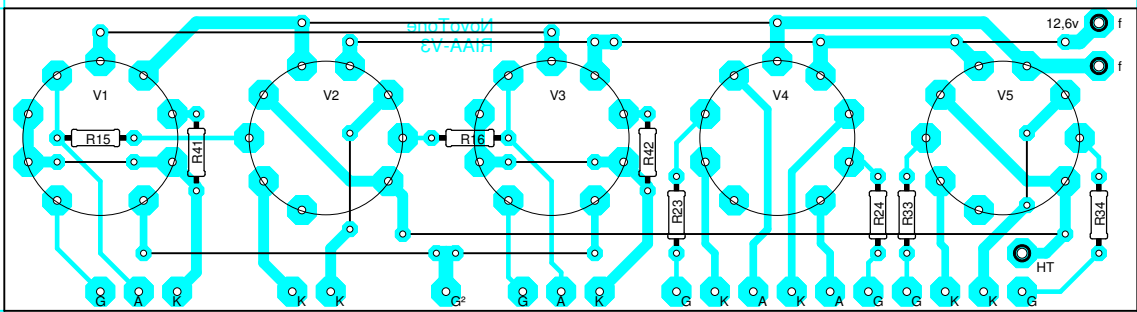 NovoTone
RIAA-V3
12,6v f
f
V1 V2 V3 V4 V5
R15 R41 R16 R42
R23 R24 R33 R34
HT
G A K K K G² G A K G K A K A G G K K G